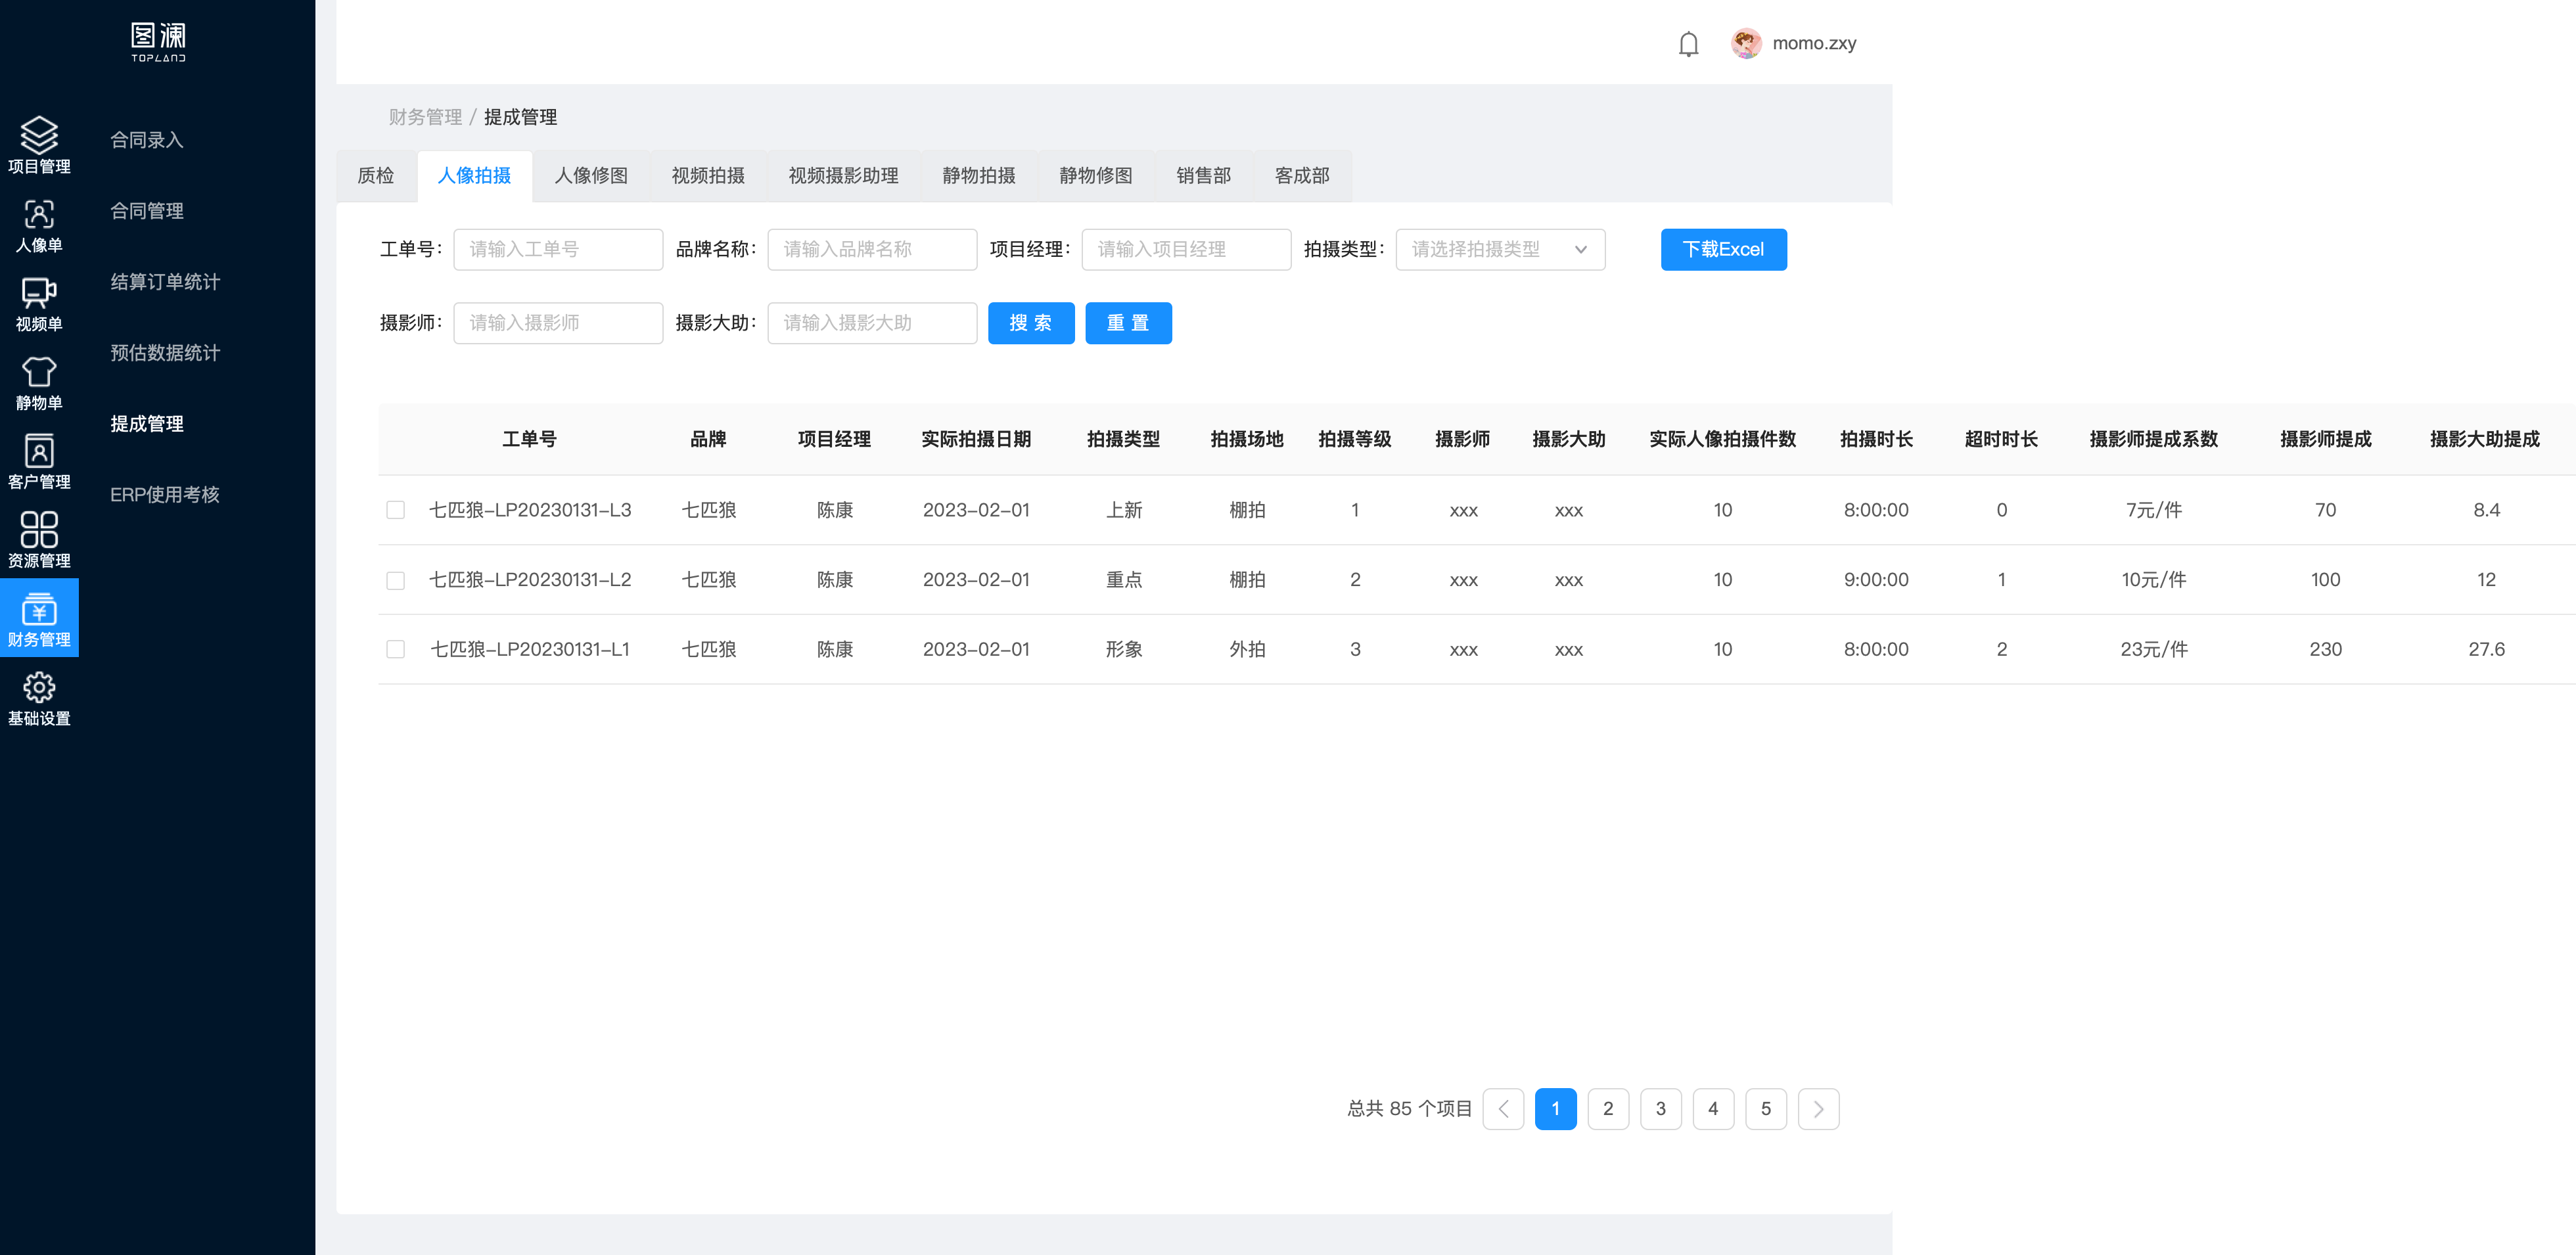 图澜
TOPLAND
momo.zxy
项目管理
人像单
视频单
静物单
客户管理
资源管理
财务管理
基础设置
合同录入
合同管理
结算订单统计
预估数据统计
提成管理
ERP使用考核
财务管理 / 提成管理
质检 人像拍摄 人像修图 视频拍摄 视频摄影助理 静物拍摄 静物修图 销售部 客成部
工单号： 请输入工单号 品牌名称： 请输入品牌名称 项目经理： 请输入项目经理 拍摄类型： 请选择拍摄类型 下载Excel
摄影师： 请输入摄影师 摄影大助： 请输入摄影大助 搜 索 重 置
工单号 品牌 项目经理 实际拍摄日期 拍摄类型 拍摄场地 拍摄等级 摄影师 摄影大助 实际人像拍摄件数 拍摄时长 超时时长 摄影师提成系数 摄影师提成 摄影大助提成
七匹狼-LP20230131-L3 七匹狼 陈康 2023-02-01 上新 棚拍 1 xxx xxx 10 8:00:00 0 7元/件 70 8.4
七匹狼-LP20230131-L2 七匹狼 陈康 2023-02-01 重点 棚拍 2 xxx xxx 10 9:00:00 1 10元/件 100 12
七匹狼-LP20230131-L1 七匹狼 陈康 2023-02-01 形象 外拍 3 xxx xxx 10 8:00:00 2 23元/件 230 27.6
总共 85 个项目 1 2 3 4 5